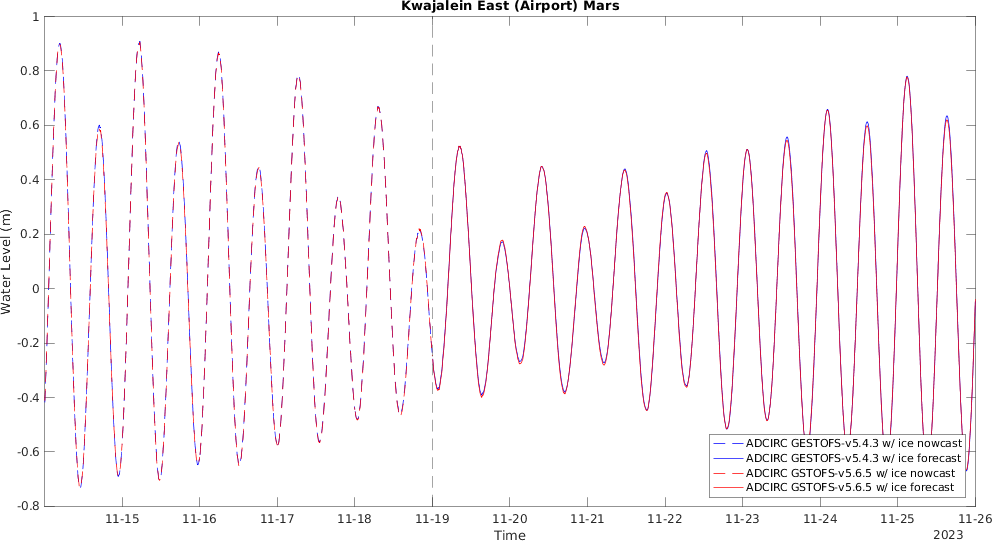 Kwajalein East (Airport) Mars
1
0.8
0.6
0.4
0.2
0
-0.2
-0.4
-0.6
-0.8
Water Level (m)
ADCIRC GESTOFS-v5.4.3 w/ ice nowcast
ADCIRC GESTOFS-v5.4.3 w/ ice forecast
ADCIRC GSTOFS-v5.6.5 w/ ice nowcast
ADCIRC GSTOFS-v5.6.5 w/ ice forecast
11-15 11-16 11-17 11-18 11-19 11-20 11-21 11-22 11-23 11-24 11-25 11-26
Time
2023